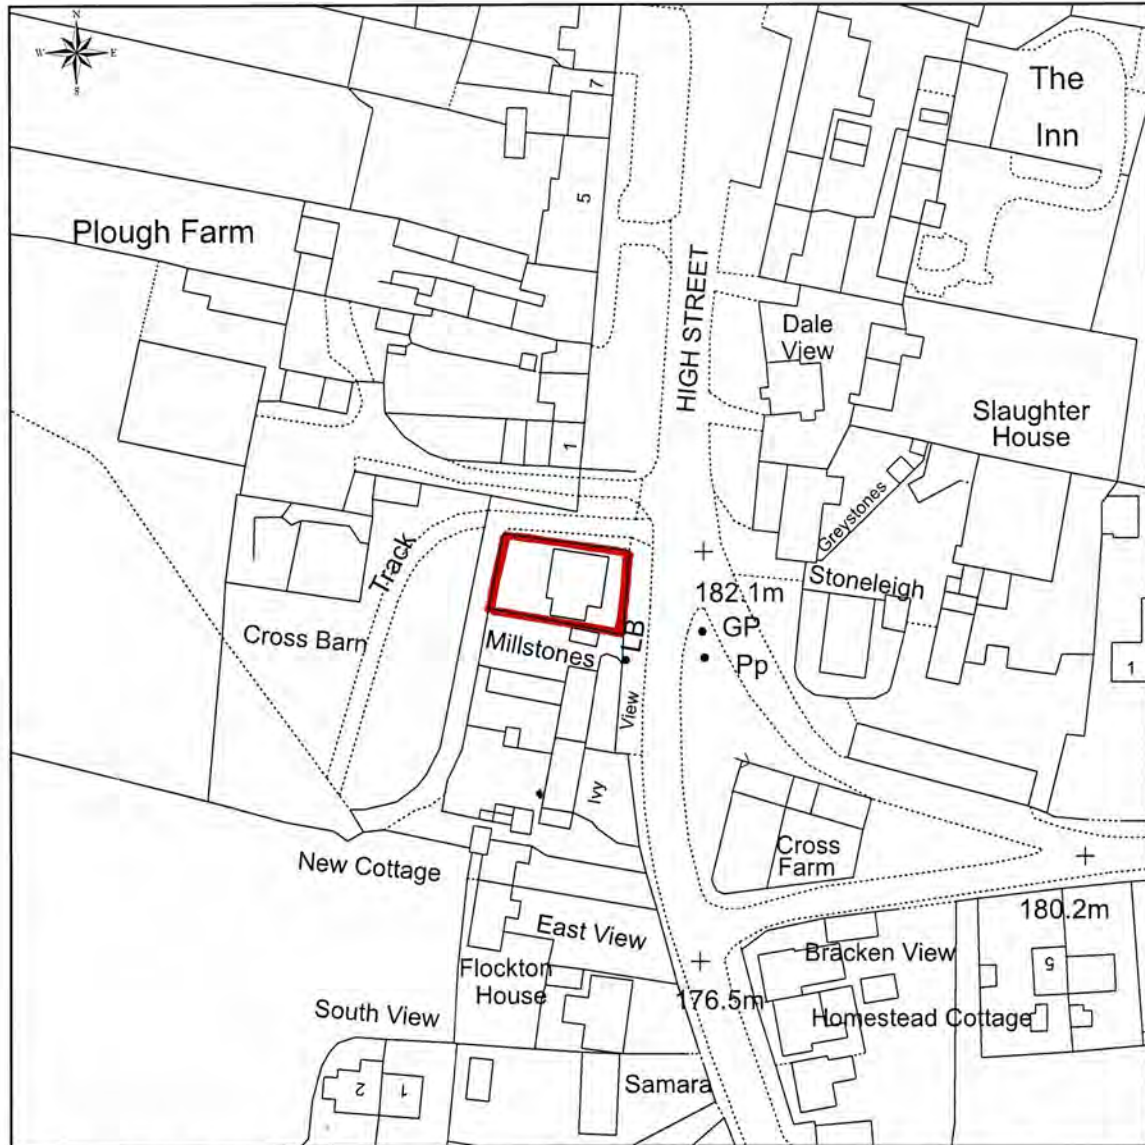 N
W
E
S
The
Inn
7
5
Plough Farm
HIGH STREET
Dale
View
Slaughter
House
1
Greystones
Track
Stoneleigh
182.1m
Cross Barn
Millstones
LB
GP
Pp
1
View
Ivy
New Cottage
Cross
Farm
180.2m
East View
Bracken View
5
Flockton
House
176.5m
South View
Homestead Cottage
Samara
2
1